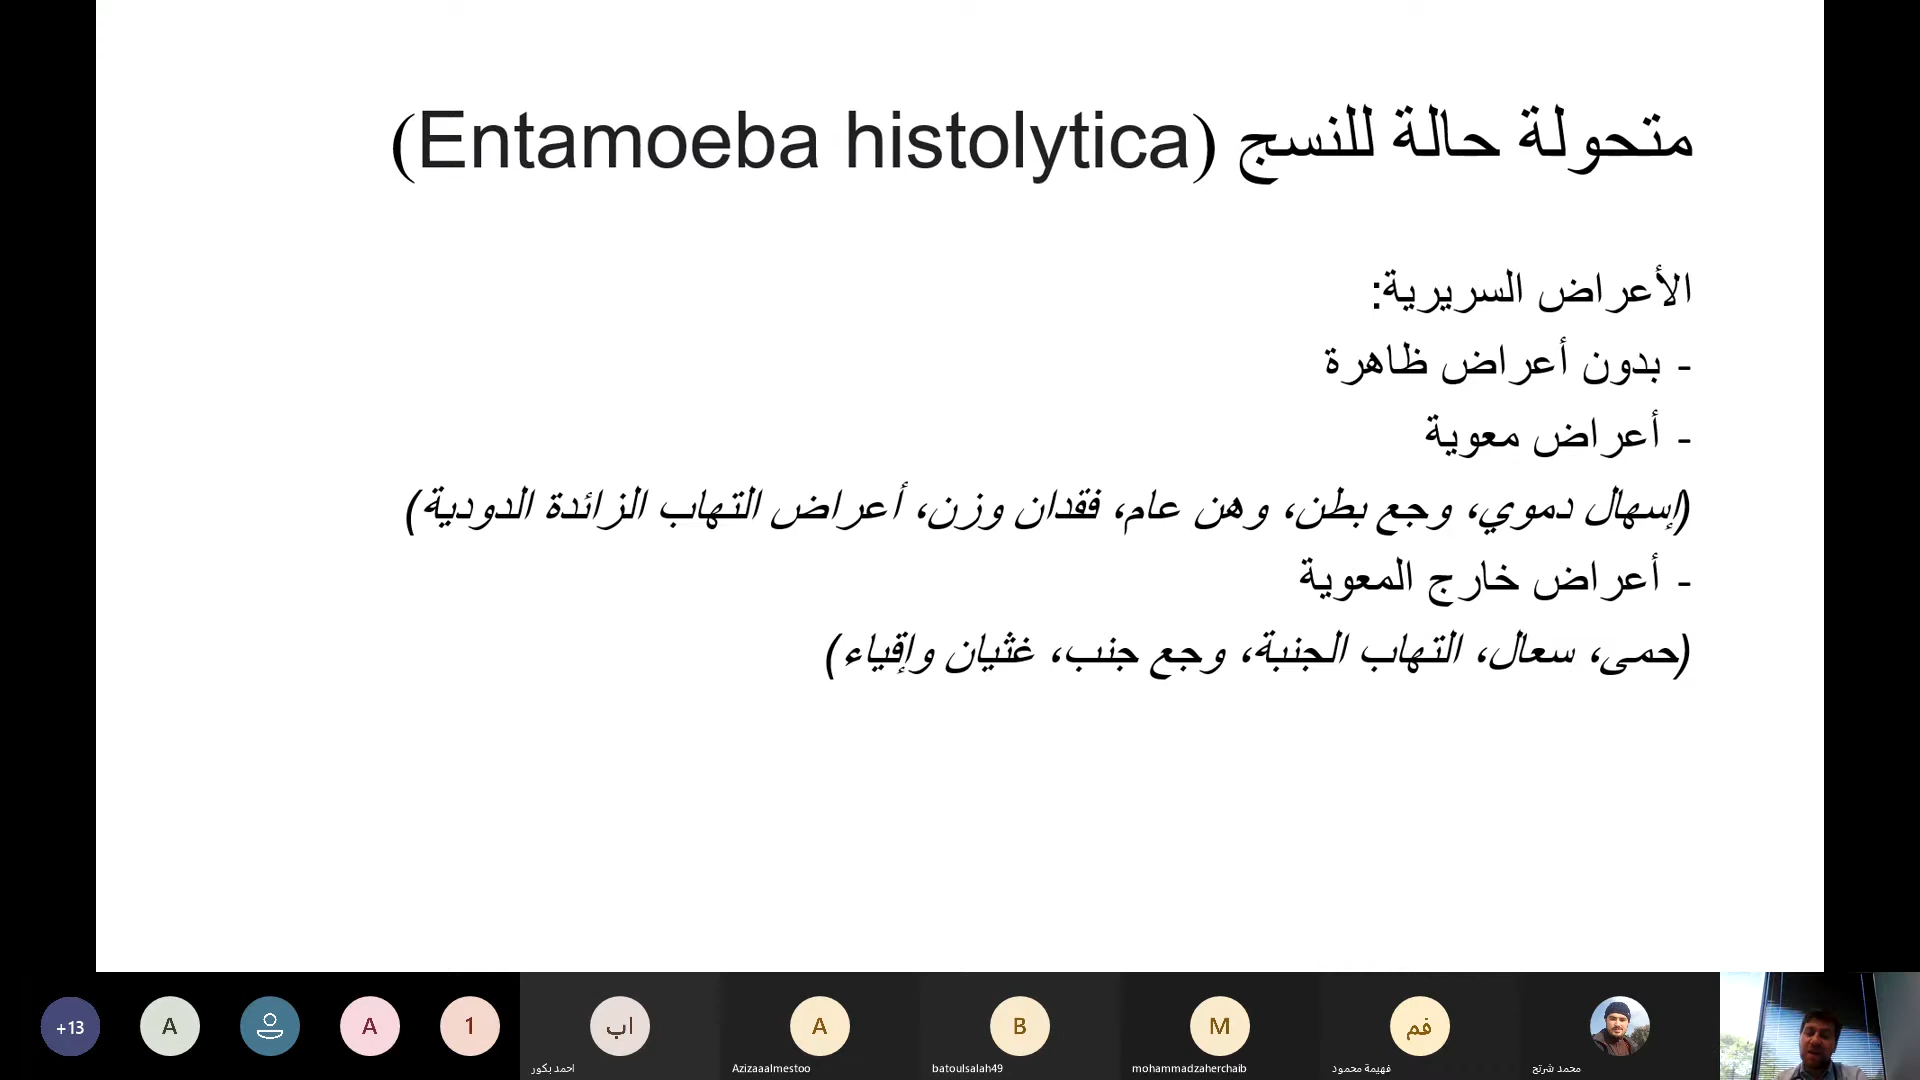 متحولة حالة للنسج (Entamoeba histolytica)
الأعراض السريرية:
- بدون أعراض ظاهرة
- أعراض معوية
(إسهال دموي، وجع بطن، وهن عام، فقدان وزن، أعراض التهاب الزائدة الدودية)
- أعراض خارج المعوية
(حمى، سعال، التهاب الجنبة، وجع جنب، غثيان وإقياء)
+13
A
A
1
اب
احمد بكور
A
Azizaaalmestoo
B
batoulsalah49
M
mohammadzaherchaib
فم
فهيمة محمود
محمد شرتح